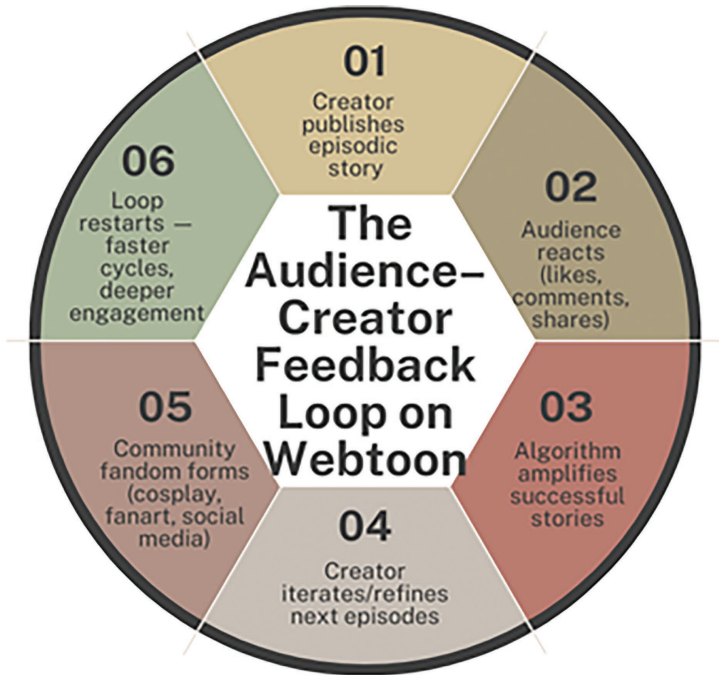 01
Creator
publishes
episodic
story
02
Audience
reacts
(likes,
comments,
shares)
03
Algorithm
amplifies
successful
stories
04
Creator
iterates/refines
next episodes
05
Community
fandom forms
(cosplay,
fanart, social
media)
06
Loop
restarts —
faster
cycles,
deeper
engagement
The
Audience–
Creator
Feedback
Loop on
Webtoon